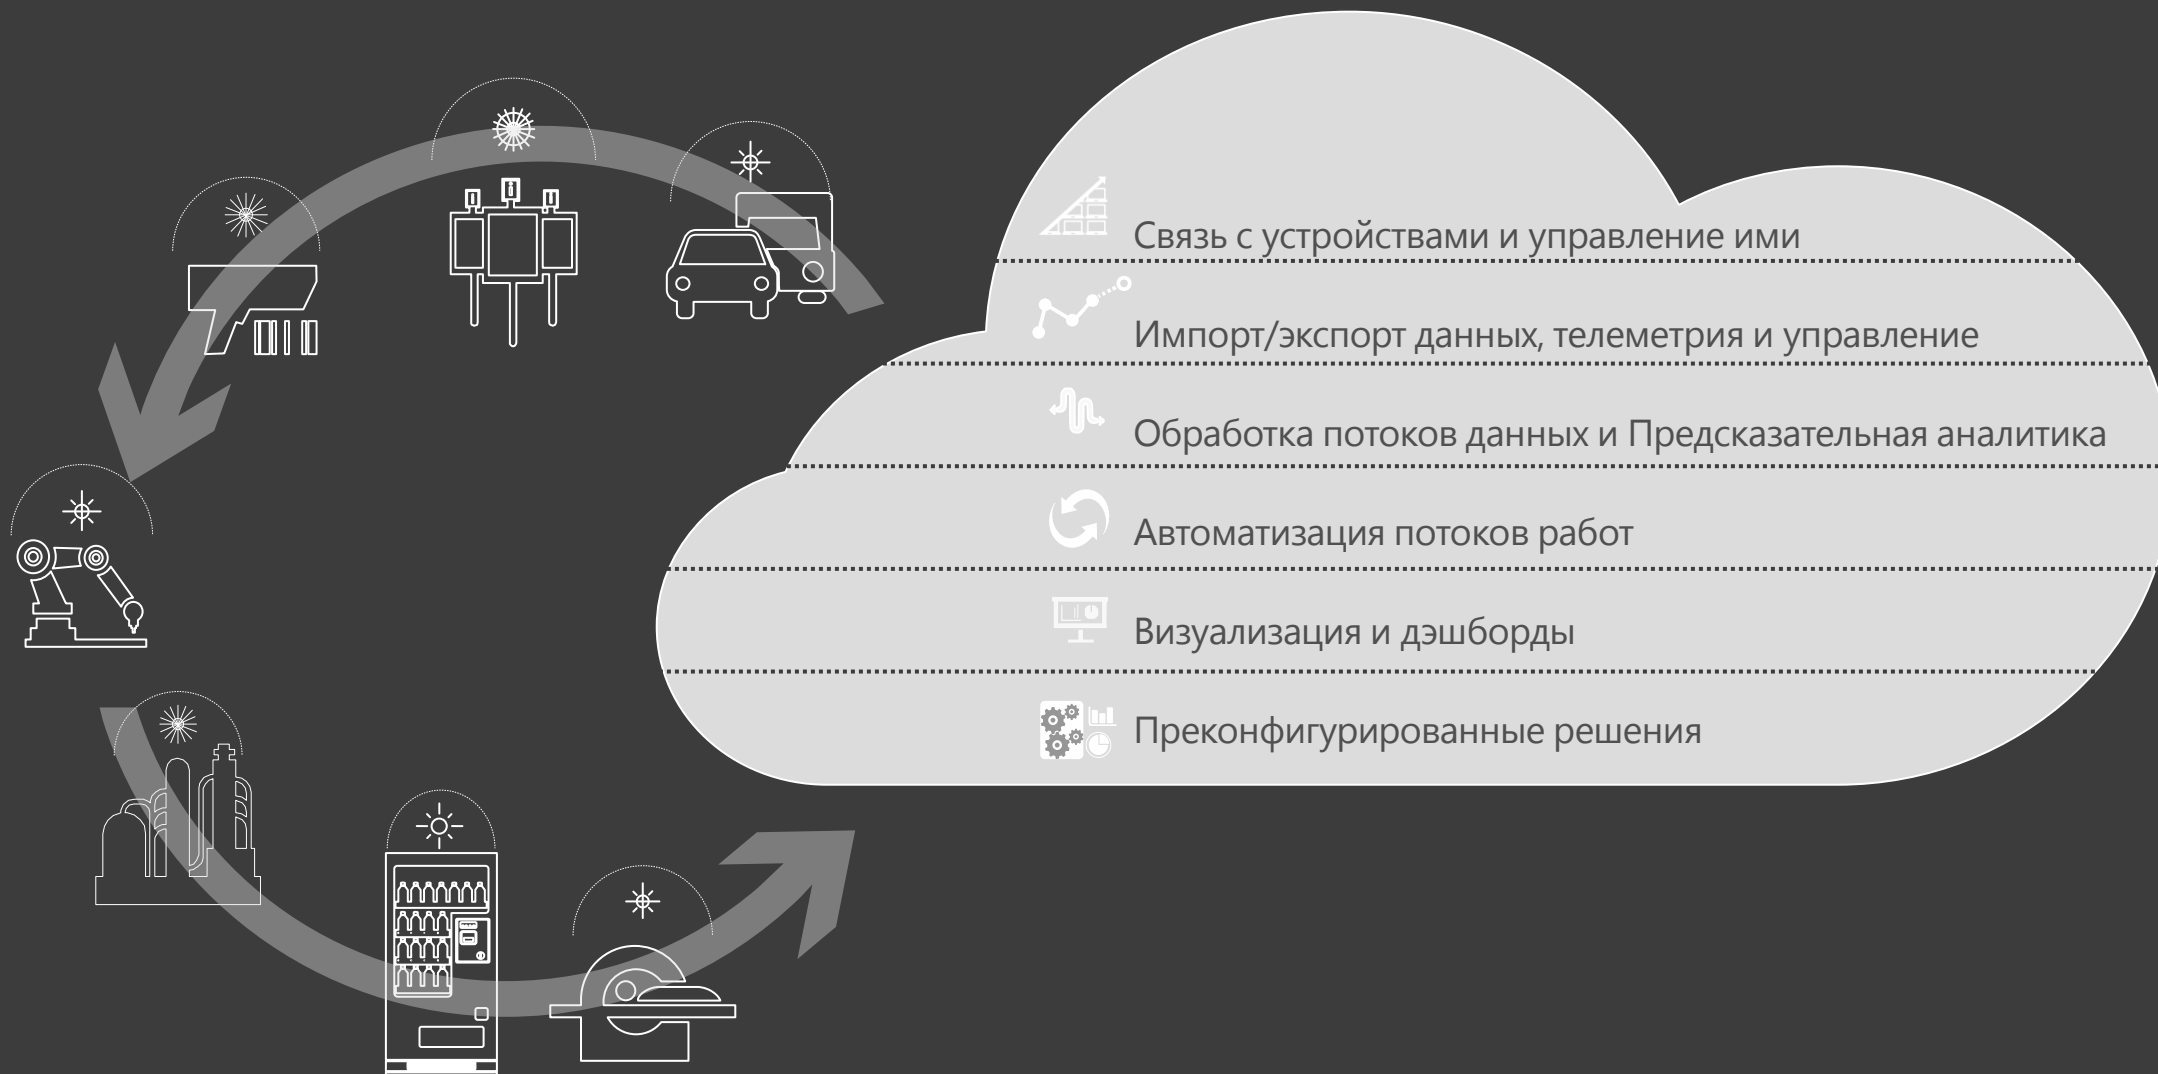 Связь с устройствами и управление ими
Импорт/экспорт данных, телеметрия и управление
Обработка потоков данных и Предсказательная аналитика
Автоматизация потоков работ
Визуализация и дэшборды
Преконфигурированные решения